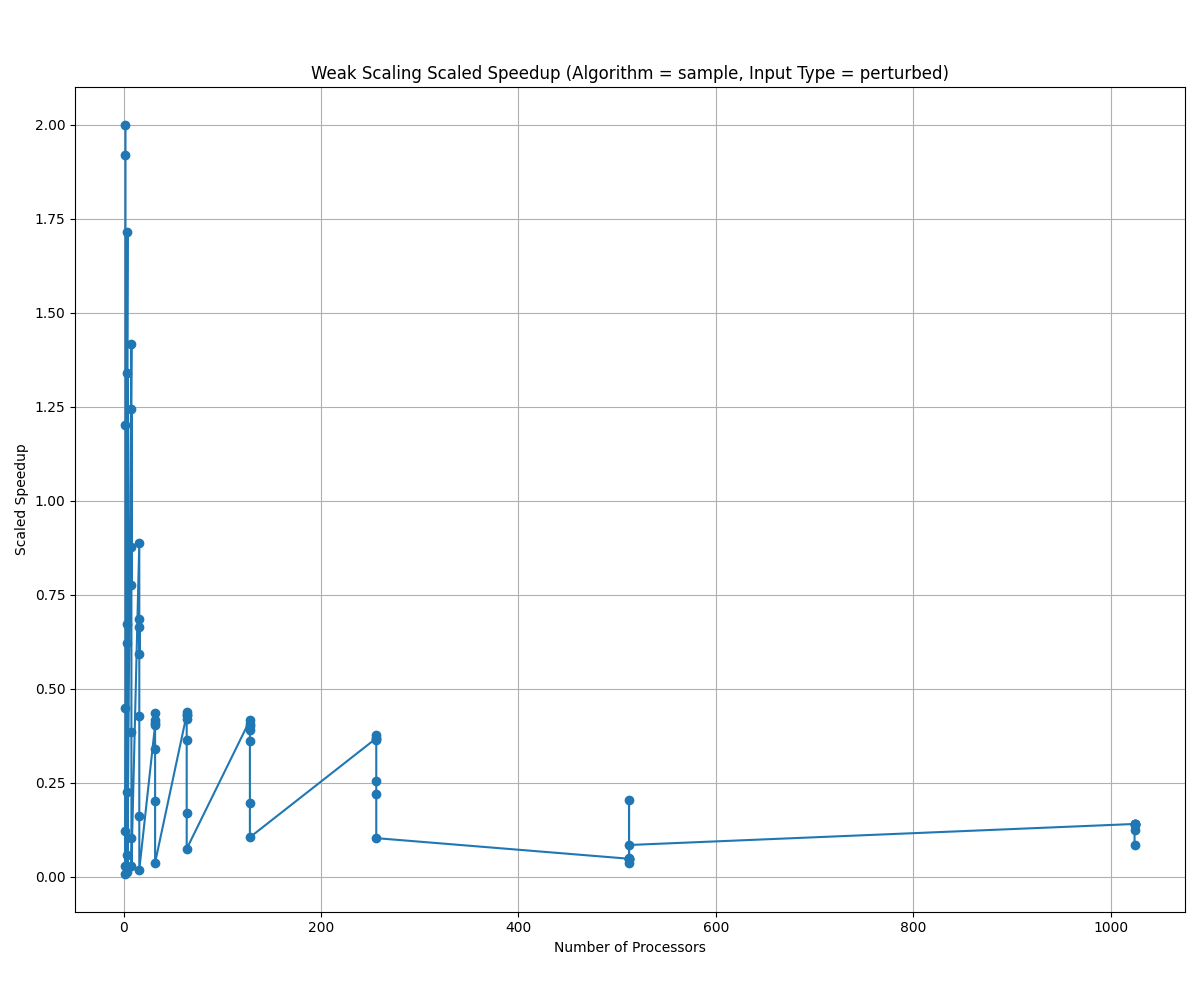 Weak Scaling Scaled Speedup (Algorithm = sample, Input Type = perturbed)
2.00
1.75
1.50
1.25
1.00
0.75
0.50
0.25
0.00
Scaled Speedup
0 200 400 600 800 1000
Number of Processors